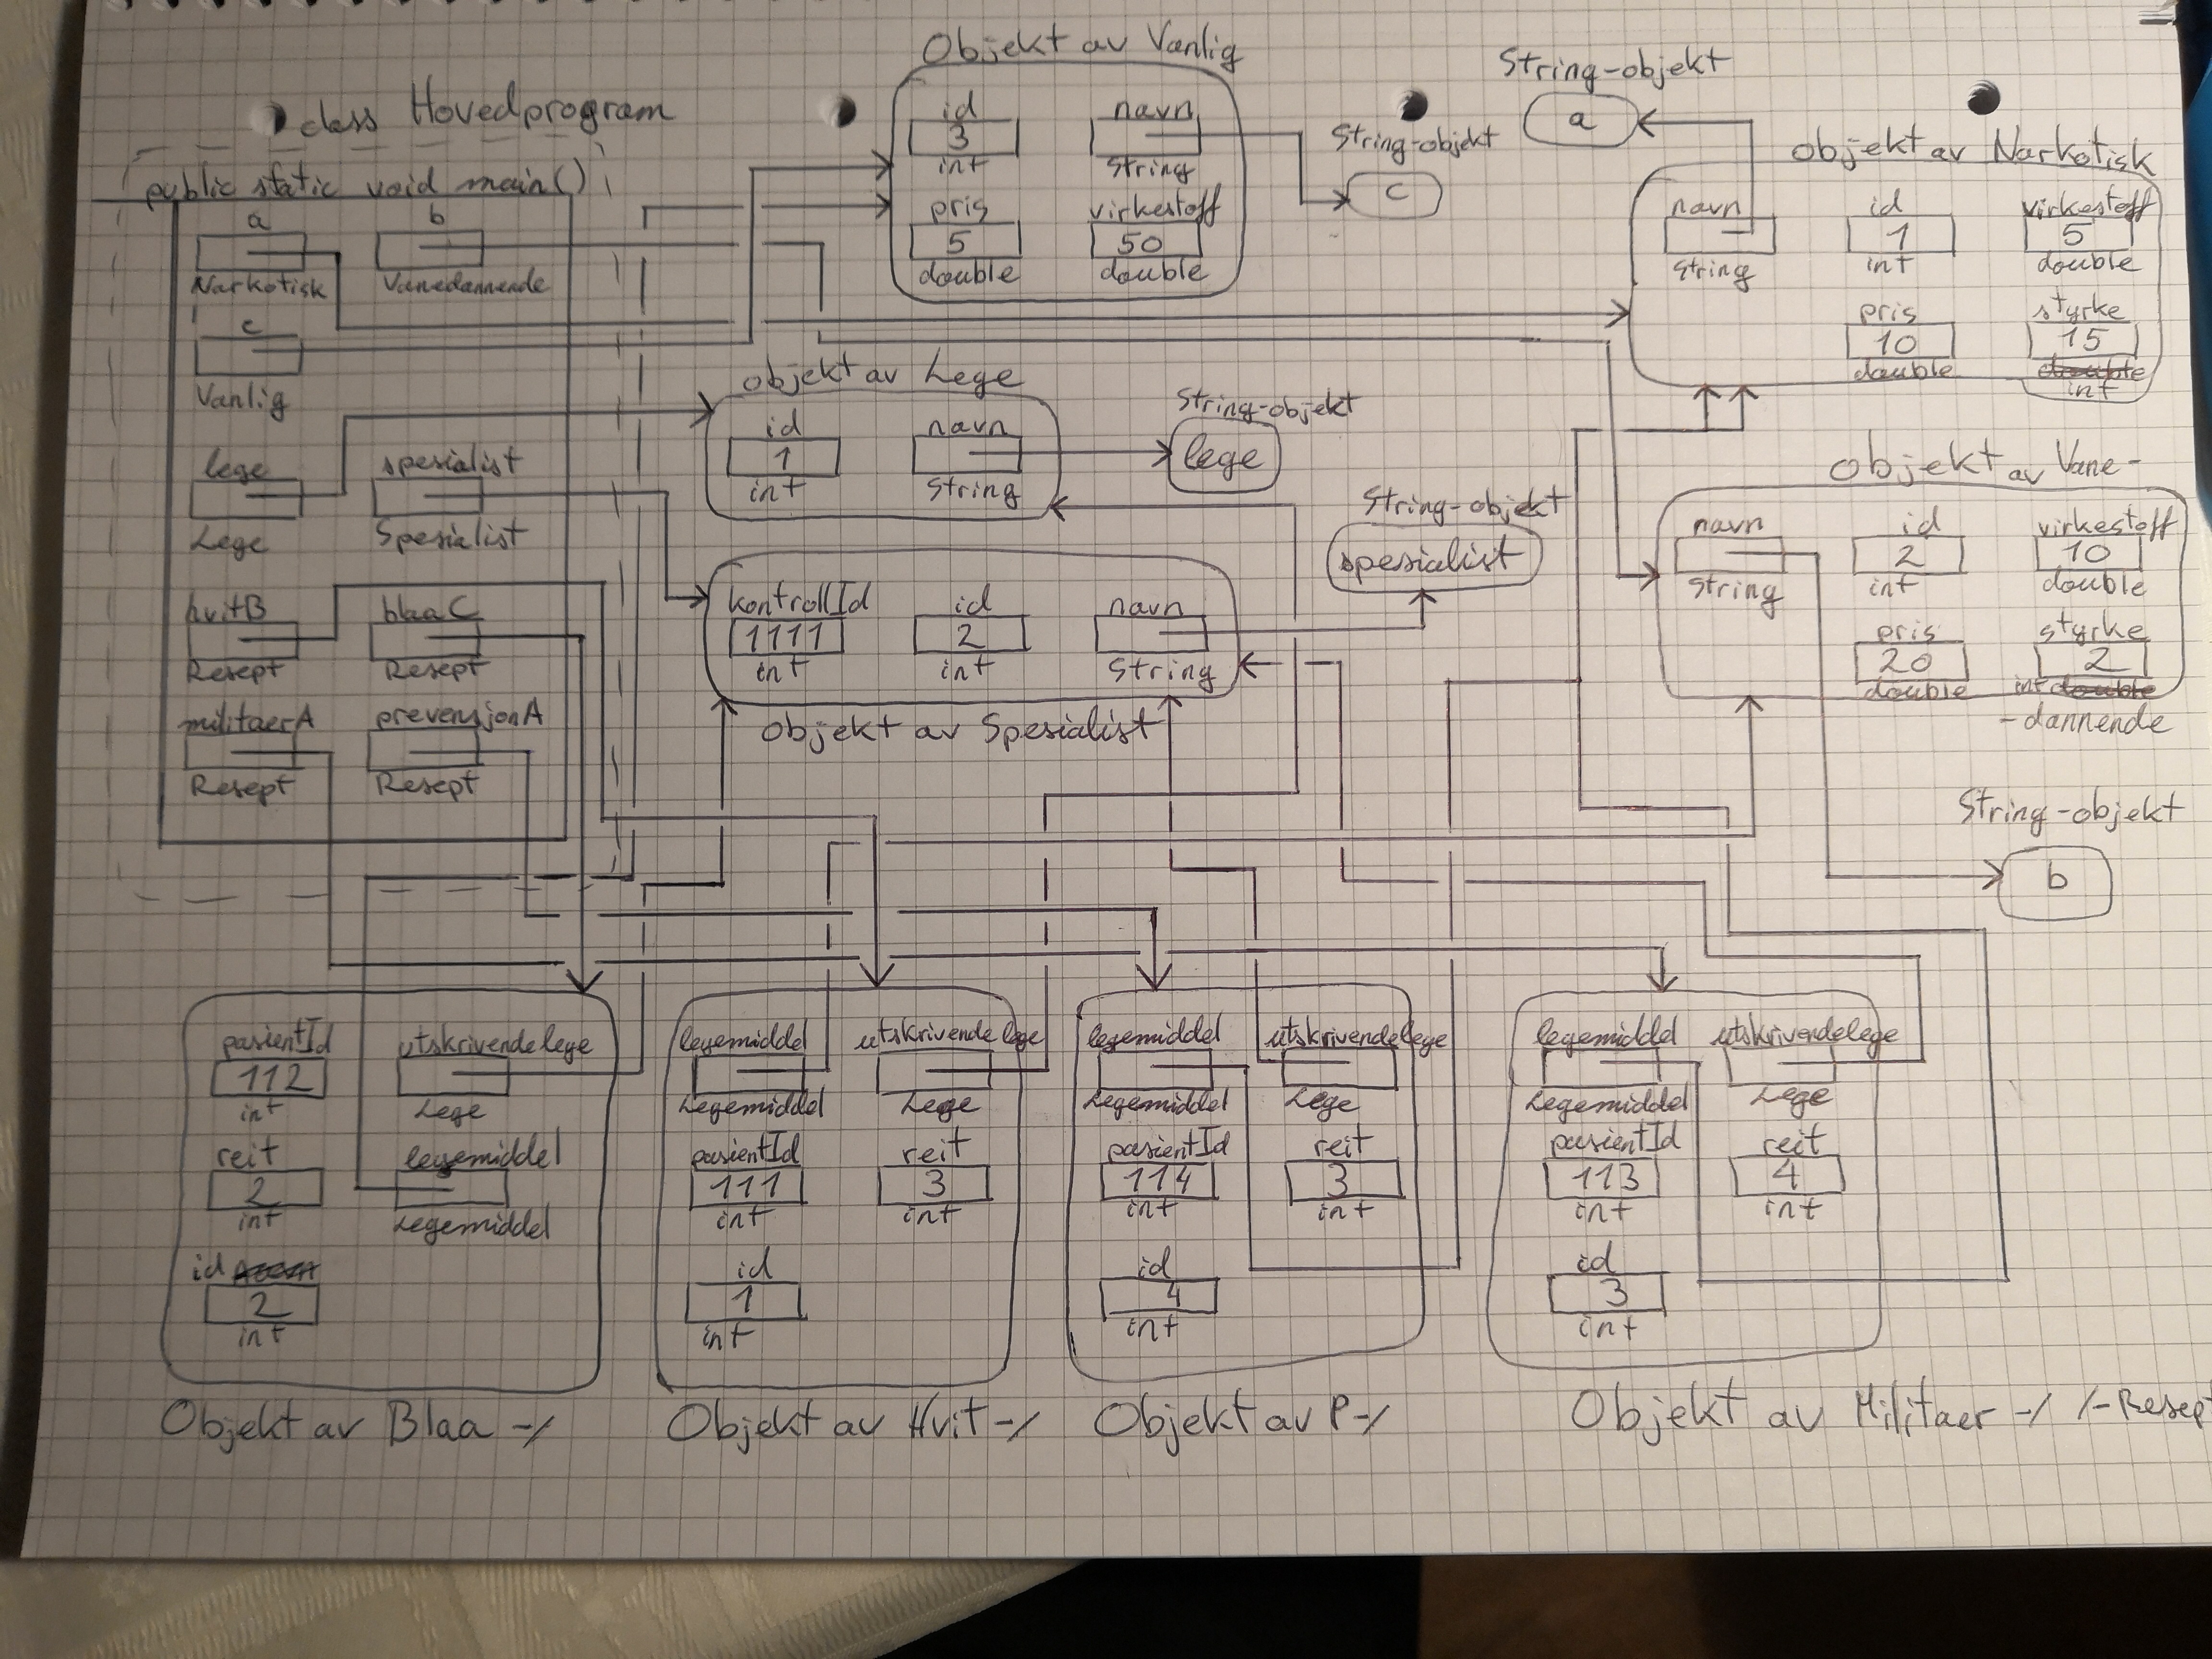 class Hovedprogram
public static void main()
a
b
Narkotisk
Vanedannende
c
Vanlig
lege
spesialist
Lege
Spesialist
hvitB
blaaC
Resept
Resept
militaerA
prevensjonA
Resept
Resept
Objekt av Vanlig
id
navn
3
int
String
pris
virkestoff
5
50
double
double
String-objekt
c
String-objekt
a
objekt av Narkotisk
navn
id
virkestoff
1
5
String
int
double
pris
styrke
10
15
double
int
objekt av Lege
id
navn
1
int
String
String-objekt
lege
String-objekt
spesialist
kontrollId
id
navn
1111
2
int
int
String
objekt av Spesialist
objekt av Vane-
navn
id
virkestoff
2
10
String
int
double
pris
styrke
20
2
double
int
-dannende
String-objekt
b
pasientId
utskrivendelege
112
int
Lege
reit
legemiddel
2
int
Legemiddel
id
2
int
Objekt av Blaa -/
legemiddel
utskrivendelege
Legemiddel
Lege
pasientId
reit
111
3
int
int
id
1
int
Objekt av Hvit-/
legemiddel
utskrivendelege
Legemiddel
Lege
pasientId
reit
114
3
int
int
id
4
int
Objekt av P-/
legemiddel
utskrivendelege
Legemiddel
Lege
pasientId
reit
113
4
int
int
id
3
int
Objekt av Militaer -/ /-Resept